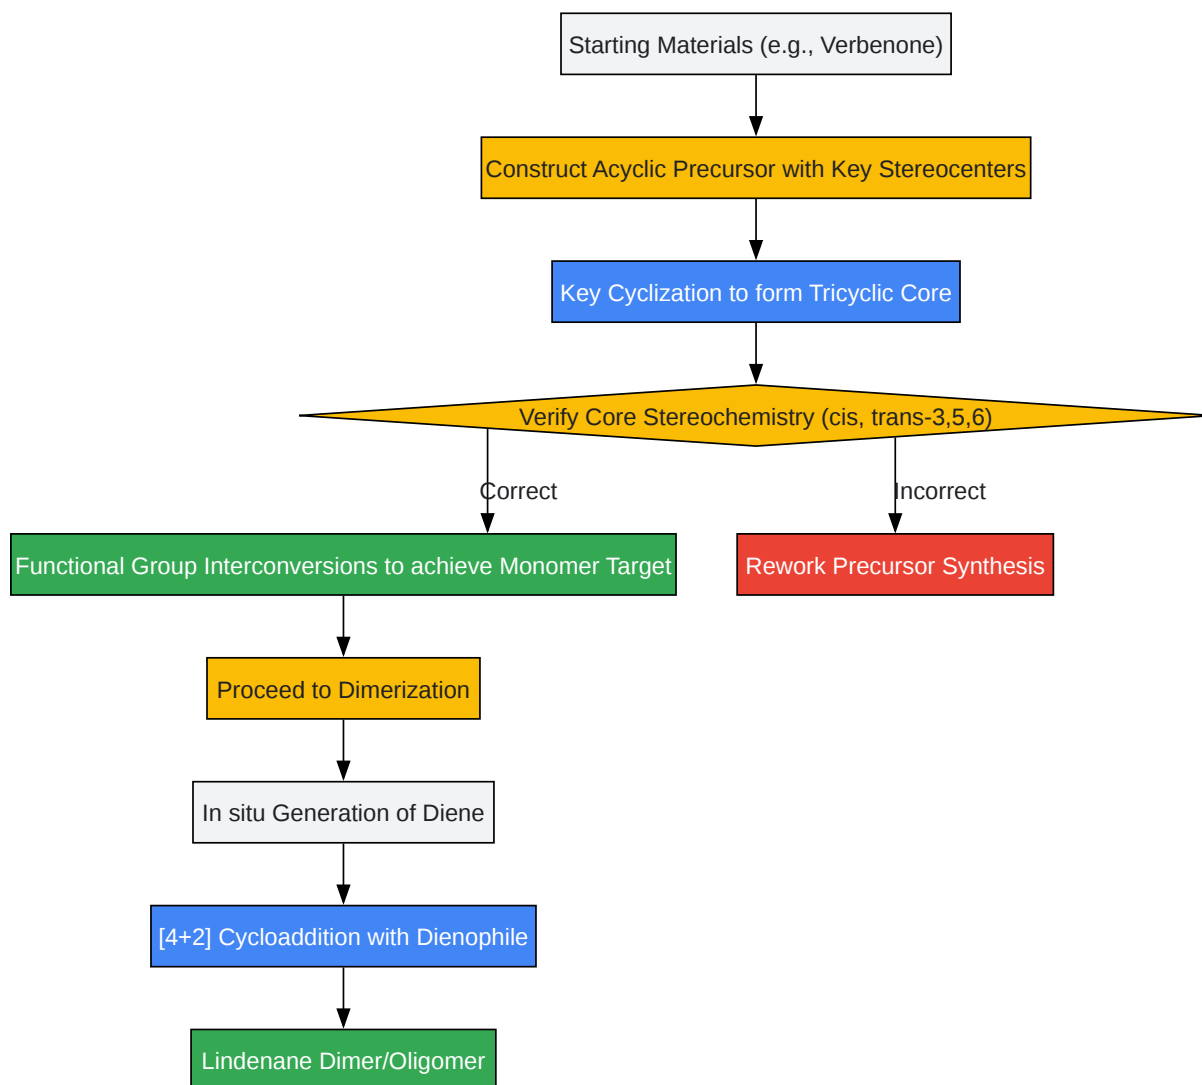 Starting Materials (e.g., Verbenone)
Construct Acyclic Precursor with Key Stereocenters
Key Cyclization to form Tricyclic Core
Verify Core Stereochemistry (cis, trans-3,5,6)
Correct
Incorrect
Functional Group Interconversions to achieve Monomer Target
Rework Precursor Synthesis
Proceed to Dimerization
In situ Generation of Diene
[4+2] Cycloaddition with Dienophile
Lindenane Dimer/Oligomer